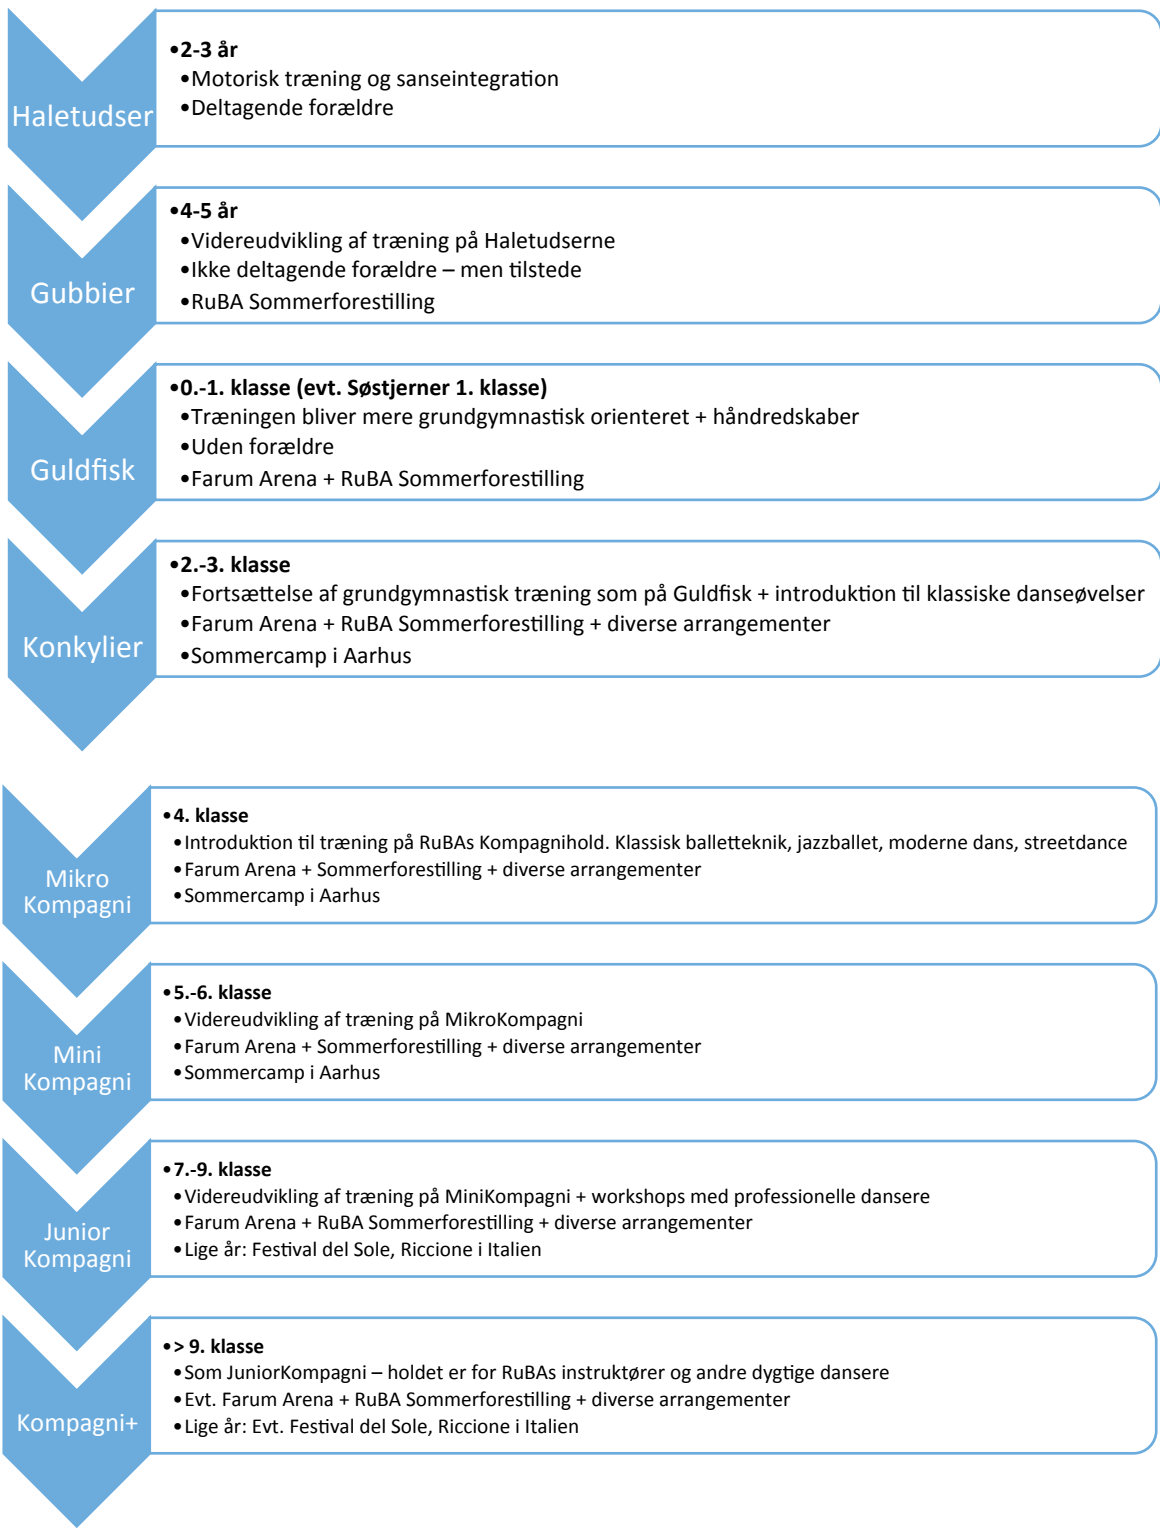 Haletudser
•2-3 år
•Motorisk træning og sanseintegration
•Deltagende forældre
Gubbier
•4-5 år
•Videreudvikling af træning på Haletudserne
•Ikke deltagende forældre – men tilstede
•RuBA Sommerforestilling
Guldfisk
•0.-1. klasse (evt. Søstjerner 1. klasse)
•Træningen bliver mere grundgymnastisk orienteret + håndredskaber
•Uden forældre
•Farum Arena + RuBA Sommerforestilling
Konkylier
•2.-3. klasse
•Fortsættelse af grundgymnastisk træning som på Guldfisk + introduktion til klassiske danseøvelser
•Farum Arena + RuBA Sommerforestilling + diverse arrangementer
•Sommercamp i Aarhus
Mikro
Kompagni
•4. klasse
•Introduktion til træning på RuBAs Kompagnihold. Klassisk balletteknik, jazzballet, moderne dans, streetdance
•Farum Arena + Sommerforestilling + diverse arrangementer
•Sommercamp i Aarhus
Mini
Kompagni
•5.-6. klasse
•Videreudvikling af træning på MikroKompagni
•Farum Arena + Sommerforestilling + diverse arrangementer
•Sommercamp i Aarhus
Junior
Kompagni
•7.-9. klasse
•Videreudvikling af træning på MiniKompagni + workshops med professionelle dansere
•Farum Arena + RuBA Sommerforestilling + diverse arrangementer
•Lige år: Festival del Sole, Riccione i Italien
Kompagni+
•> 9. klasse
•Som JuniorKompagni – holdet er for RuBAs instruktører og andre dygtige dansere
•Evt. Farum Arena + RuBA Sommerforestilling + diverse arrangementer
•Lige år: Evt. Festival del Sole, Riccione i Italien